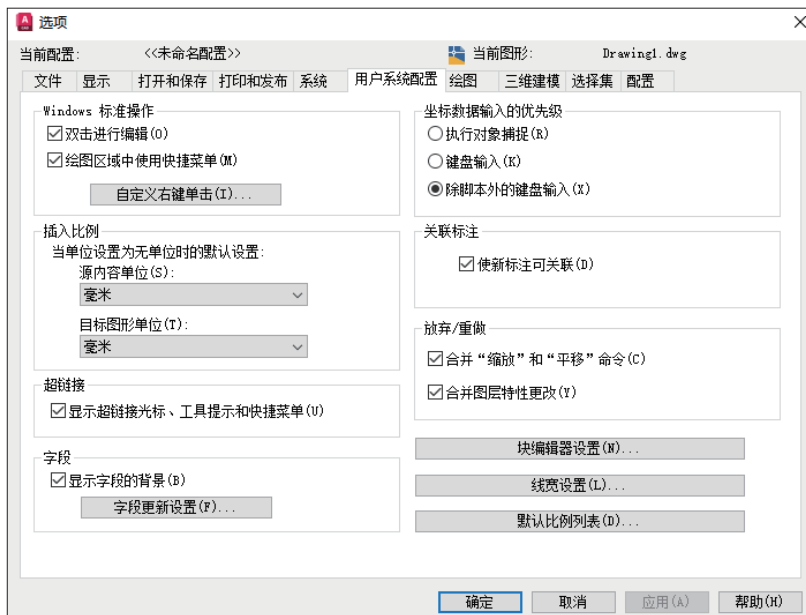 选项
当前配置: <<未命名配置>> 当前图形: Drawing1.dwg
文件 显示 打开和保存 打印和发布 系统 用户系统配置 绘图 三维建模 选择集 配置
Windows 标准操作
双击进行编辑(O)
绘图区域中使用快捷菜单(M)
自定义右键单击(I)...
插入比例
当单位设置为无单位时的默认设置:
源内容单位(S):
毫米
目标图形单位(T):
毫米
超链接
显示超链接光标、工具提示和快捷菜单(U)
字段
显示字段的背景(B)
字段更新设置(F)...
坐标数据输入的优先级
执行对象捕捉(R)
键盘输入(K)
除脚本外的键盘输入(X)
关联标注
使新标注可关联(D)
放弃/重做
合并“缩放”和“平移”命令(C)
合并图层特性更改(Y)
块编辑器设置(N)...
线宽设置(L)...
默认比例列表(D)...
确定 取消 应用(A) 帮助(H)